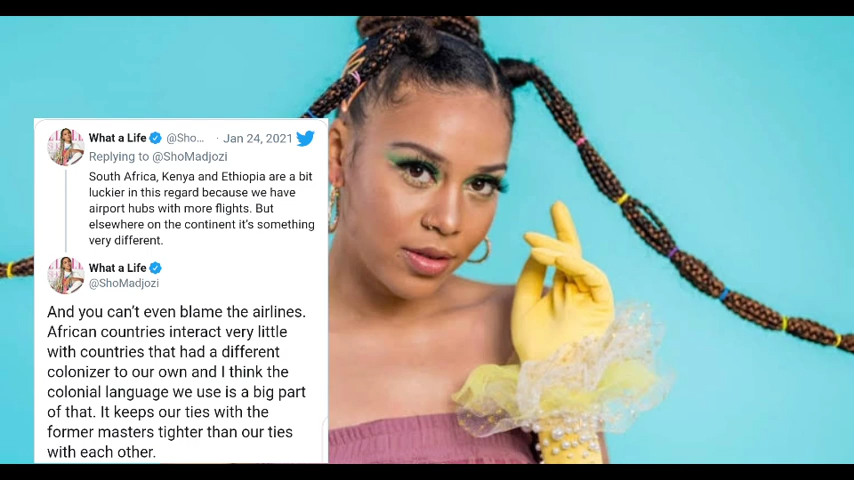 What a Life @Sho... · Jan 24, 2021
Replying to @ShoMadjozi
South Africa, Kenya and Ethiopia are a bit
luckier in this regard because we have
airport hubs with more flights. But
elsewhere on the continent it's something
very different.
What a Life
@ShoMadjozi
And you can't even blame the airlines.
African countries interact very little
with countries that had a different
colonizer to our own and I think the
colonial language we use is a big part
of that. It keeps our ties with the
former masters tighter than our ties
with each other.